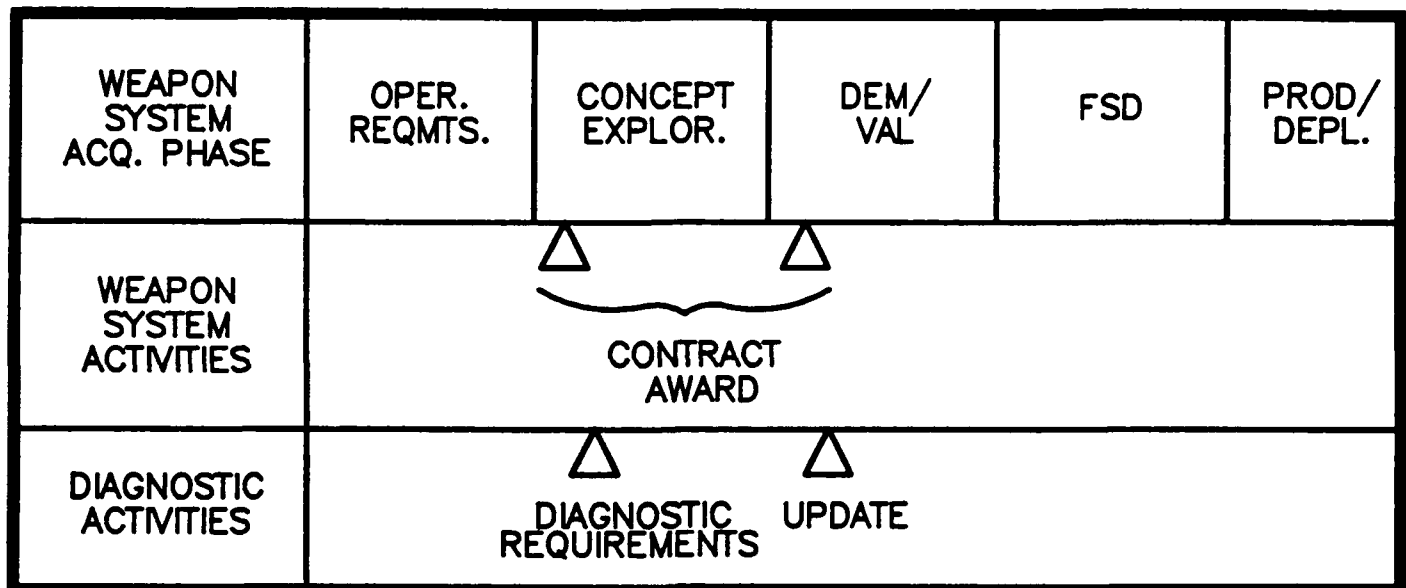 WEAPON
SYSTEM
ACQ. PHASE
OPER.
REQMTS.
CONCEPT
EXPLOR.
DEM/
VAL
FSD
PROD/
DEPL.
WEAPON
SYSTEM
ACTIVITIES
CONTRACT
AWARD
DIAGNOSTIC
ACTIVITIES
DIAGNOSTIC
REQUIREMENTS
UPDATE